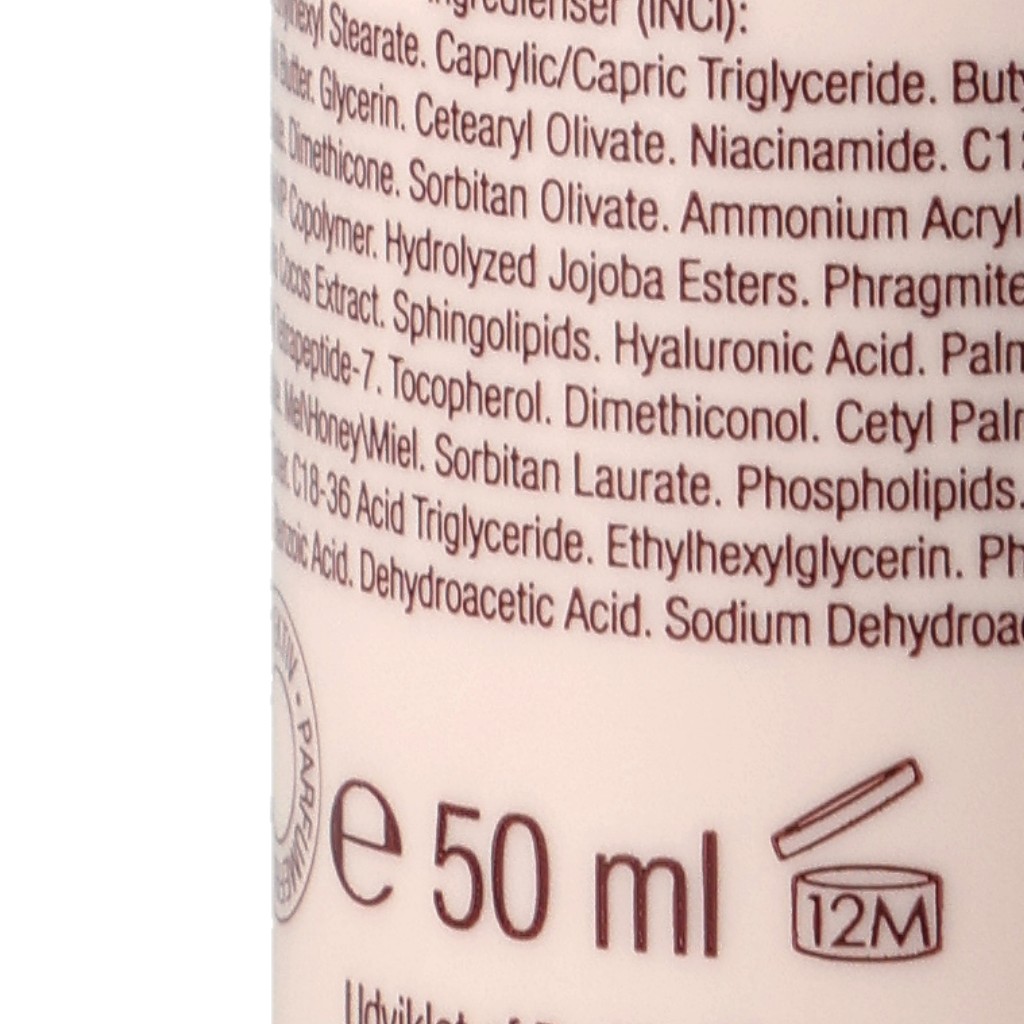 (INCI):
Stearate. Caprylic/Capric Triglyceride.
Butter. Glycerin. Cetearyl Olivate. Niacinamide.
Dimethicone. Sorbitan Olivate. Ammonium
Copolymer. Hydrolyzed Jojoba Esters.
Cocos Extract. Sphingolipids. Hyaluronic Acid.
Tetrapeptide-7. Tocopherol. Dimethiconol. Cetyl
Mel\Honey\Miel. Sorbitan Laurate. Phospholipids.
C18-36 Acid Triglyceride. Ethylhexylglycerin.
Acid. Dehydroacetic Acid. Sodium
e 50 ml
12M